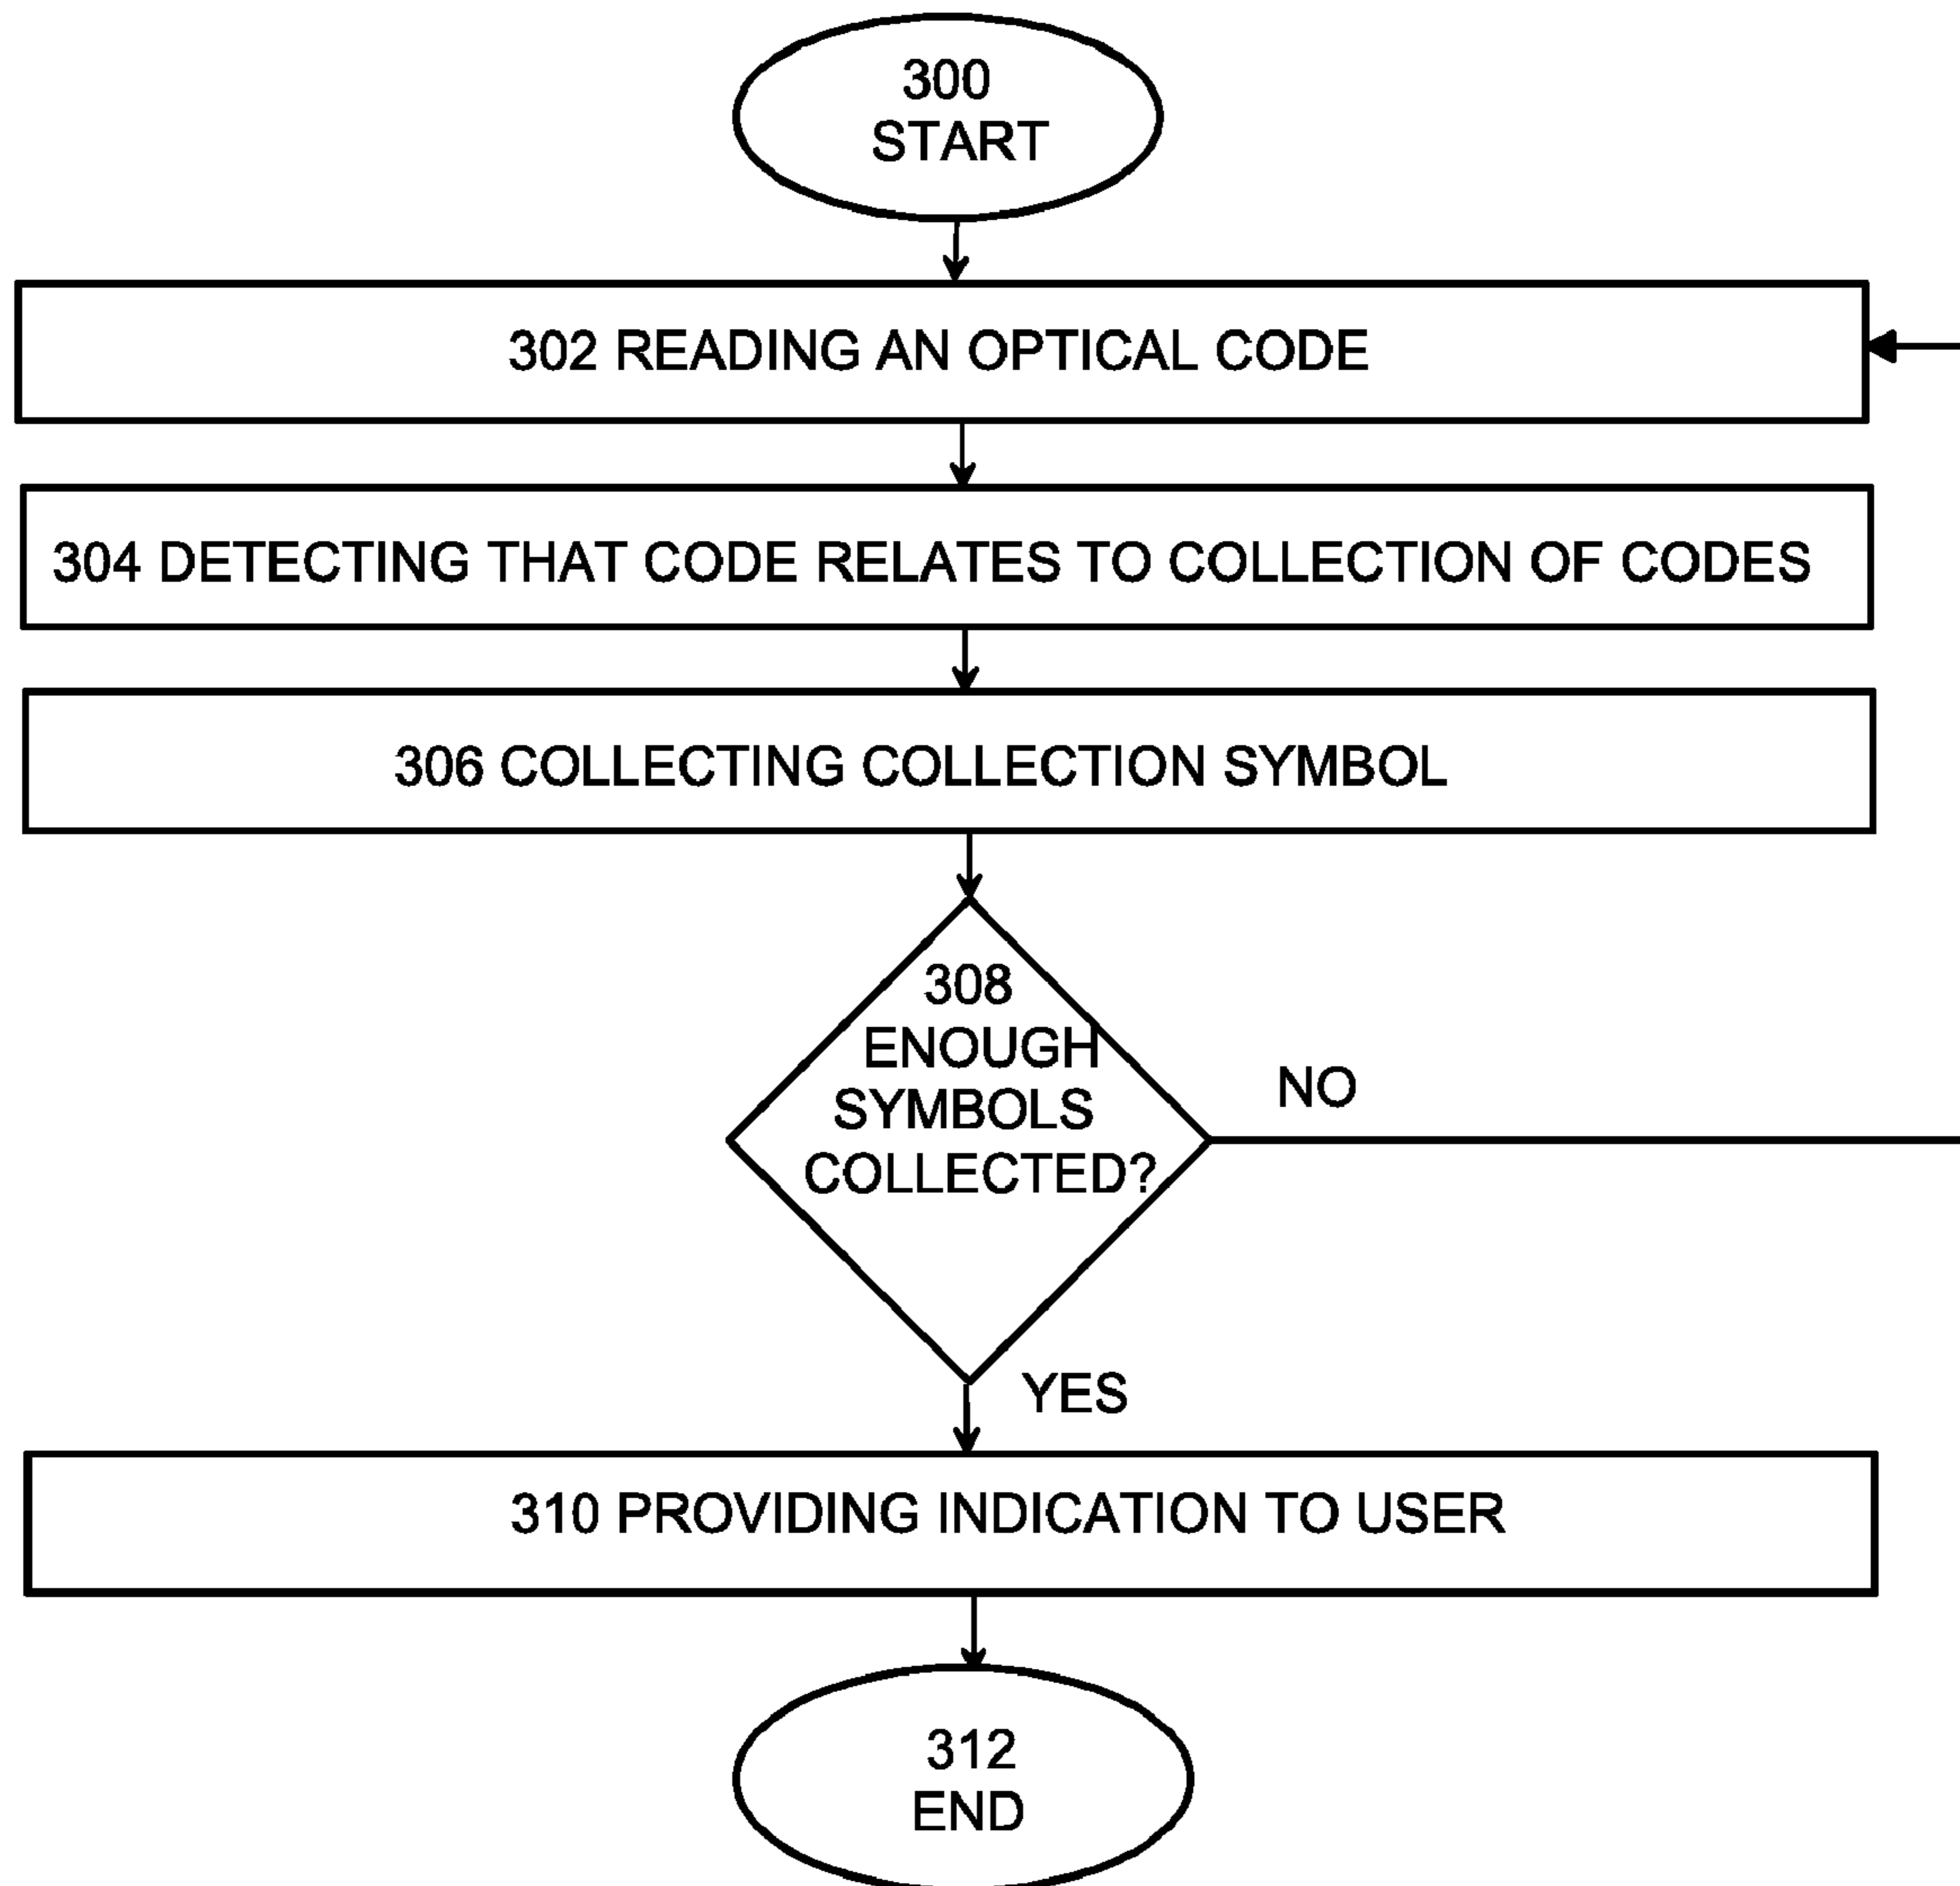 300
START
302 READING AN OPTICAL CODE
304 DETECTING THAT CODE RELATES TO COLLECTION OF CODES
306 COLLECTING COLLECTION SYMBOL
308
ENOUGH
SYMBOLS
COLLECTED?
NO
YES
310 PROVIDING INDICATION TO USER
312
END